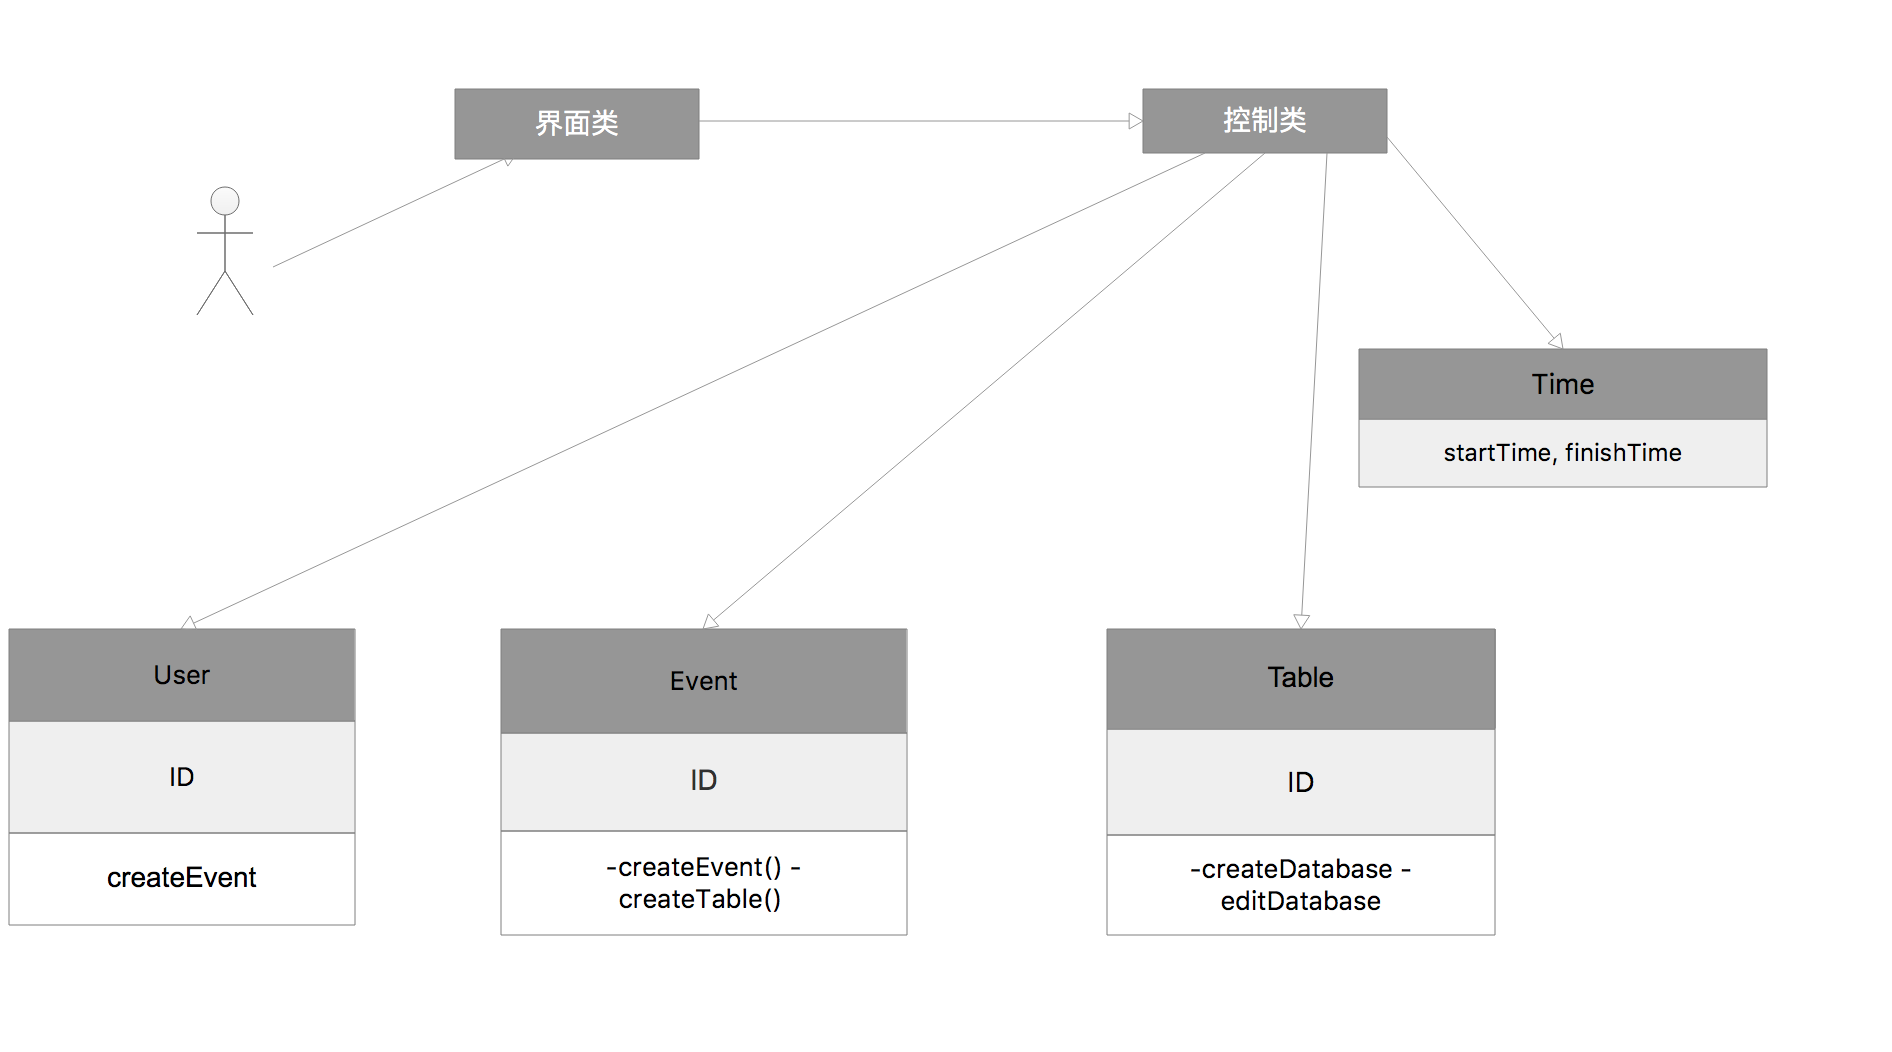 界面类
控制类
Time
startTime, finishTime
User
ID
createEvent
Event
ID
-createEvent() -
createTable()
Table
ID
-createDatabase -
editDatabase